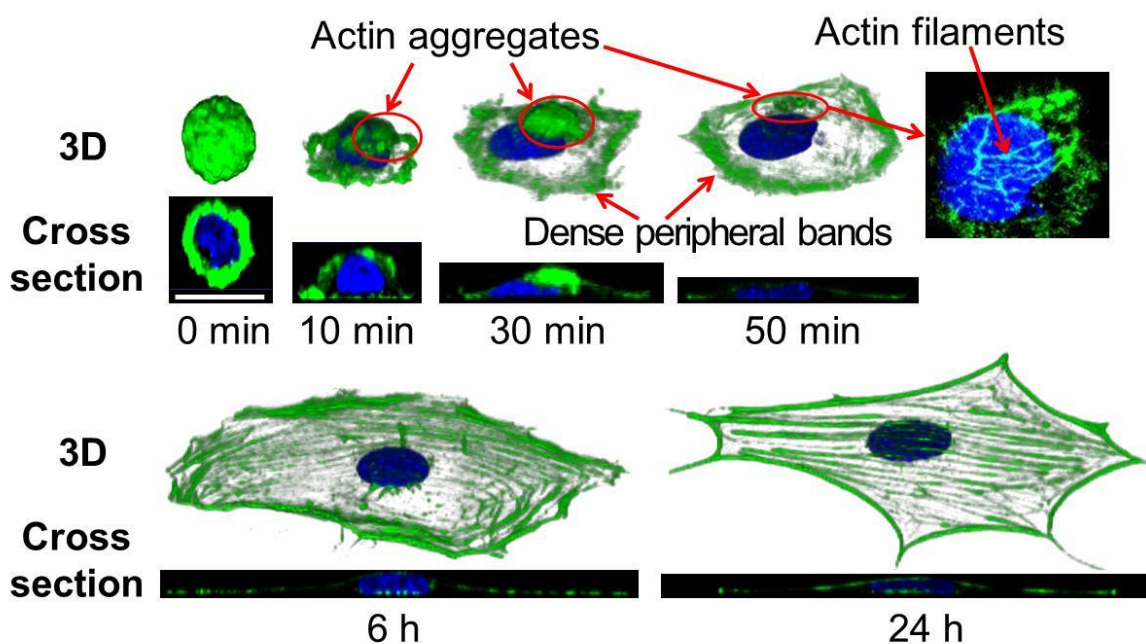 Actin aggregates
Actin filaments
3D
Dense peripheral bands
Cross
section
0 min
10 min
30 min
50 min
3D
Cross
section
6 h
24 h